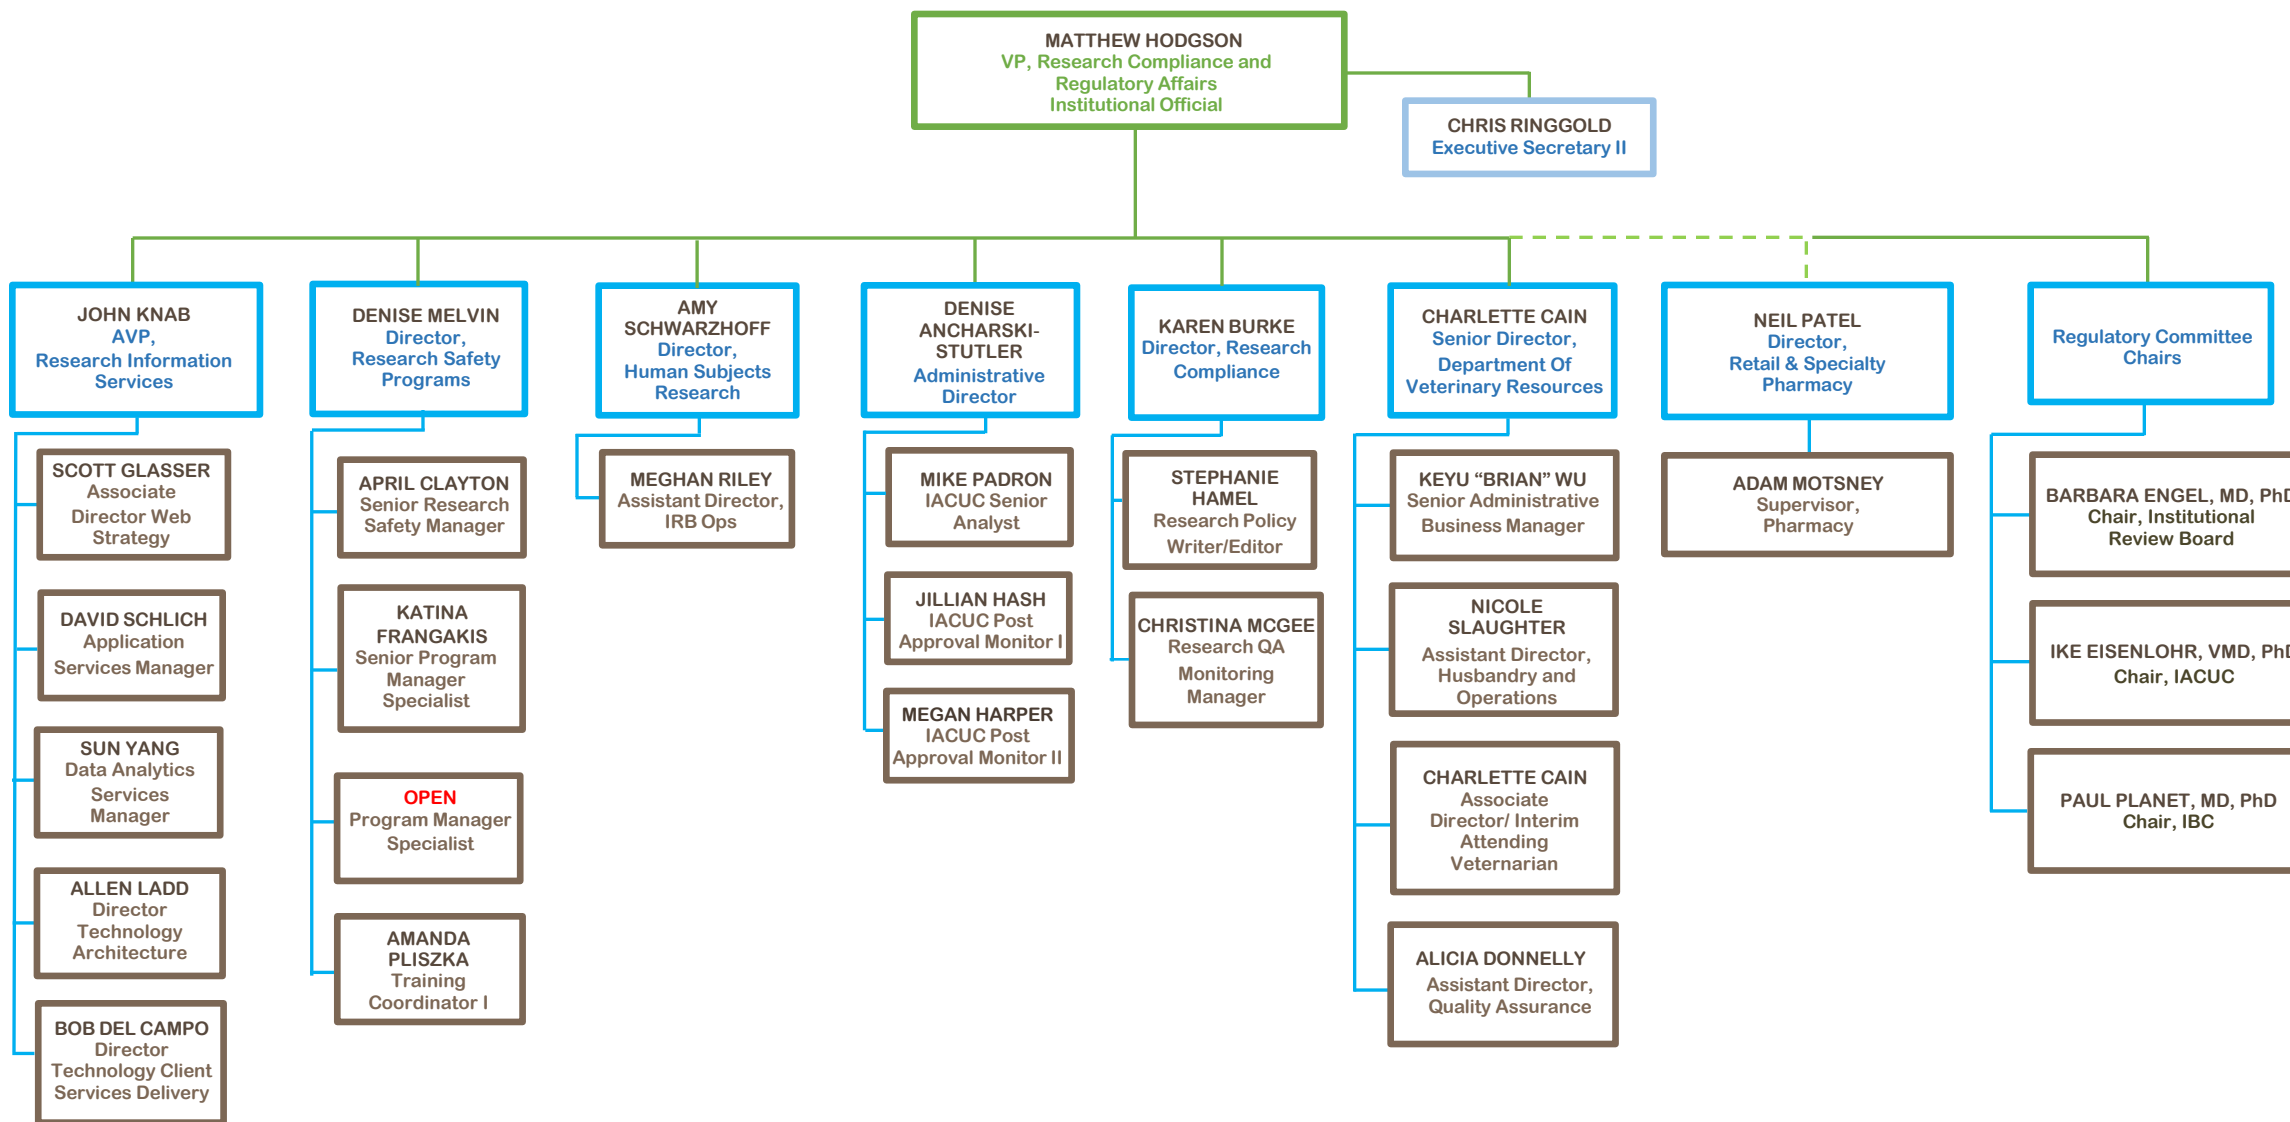 MATTHEW HODGSON
VP, Research Compliance and
Regulatory Affairs
Institutional Official
CHRIS RINGGOLD
Executive Secretary II
JOHN KNAB
AVP,
Research Information
Services
DENISE MELVIN
Director,
Research Safety
Programs
AMY
SCHWARZHOFF
Director,
Human Subjects
Research
DENISE
ANCHARSKI-
STUTLER
Administrative
Director
KAREN BURKE
Director, Research
Compliance
CHARLETTE CAIN
Senior Director,
Department Of
Veterinary Resources
NEIL PATEL
Director,
Retail & Specialty
Pharmacy
Regulatory Committee
Chairs
SCOTT GLASSER
Associate
Director Web
Strategy
DAVID SCHLICH
Application
Services Manager
SUN YANG
Data Analytics
Services
Manager
ALLEN LADD
Director
Technology
Architecture
BOB DEL CAMPO
Director
Technology Client
Services Delivery
APRIL CLAYTON
Senior Research
Safety Manager
KATINA
FRANGAKIS
Senior Program
Manager
Specialist
OPEN
Program Manager
Specialist
AMANDA
PLISZKA
Training
Coordinator I
MEGHAN RILEY
Assistant Director,
IRB Ops
MIKE PADRON
IACUC Senior
Analyst
JILLIAN HASH
IACUC Post
Approval Monitor I
MEGAN HARPER
IACUC Post
Approval Monitor II
STEPHANIE
HAMEL
Research Policy
Writer/Editor
CHRISTINA MCGEE
Research QA
Monitoring
Manager
KEYU “BRIAN” WU
Senior Administrative
Business Manager
NICOLE
SLAUGHTER
Assistant Director,
Husbandry and
Operations
CHARLETTE CAIN
Associate
Director/ Interim
Attending
Veternarian
ALICIA DONNELLY
Assistant Director,
Quality Assurance
ADAM MOTSNEY
Supervisor,
Pharmacy
BARBARA ENGEL, MD, PhD
Chair, Institutional
Review Board
IKE EISENLOHR, VMD, PhD
Chair, IACUC
PAUL PLANET, MD, PhD
Chair, IBC